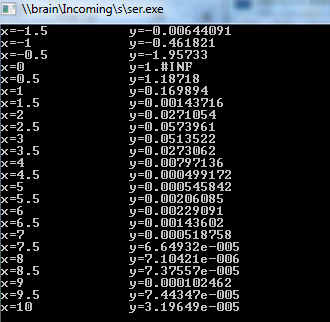 \\brain\Incoming\s\ser.exe
x=-1.5 y=-0.00644091
x=-1 y=-0.461821
x=-0.5 y=-1.95733
x=0 y=1.#INF
x=0.5 y=1.18718
x=1 y=0.169894
x=1.5 y=0.00143716
x=2 y=0.0271054
x=2.5 y=0.0573961
x=3 y=0.0513522
x=3.5 y=0.0273062
x=4 y=0.00797136
x=4.5 y=0.000499172
x=5 y=0.000545842
x=5.5 y=0.00206085
x=6 y=0.00229091
x=6.5 y=0.00143602
x=7 y=0.000518758
x=7.5 y=6.64932e-005
x=8 y=7.10421e-006
x=8.5 y=7.37557e-005
x=9 y=0.000102462
x=9.5 y=7.44347e-005
x=10 y=3.19649e-005